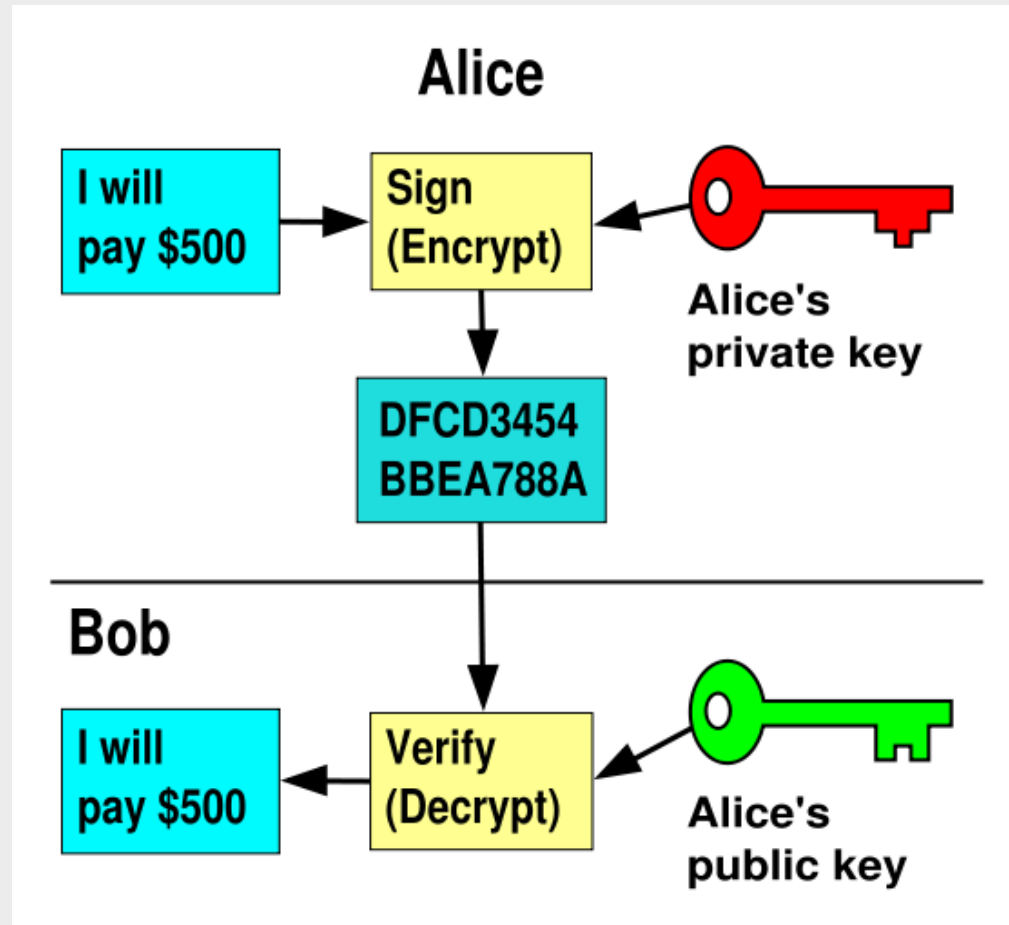 Alice
I will
pay $500
Sign
(Encrypt)
Alice's
private key
DFCD3454
BBEA788A
Bob
I will
pay $500
Verify
(Decrypt)
Alice's
public key